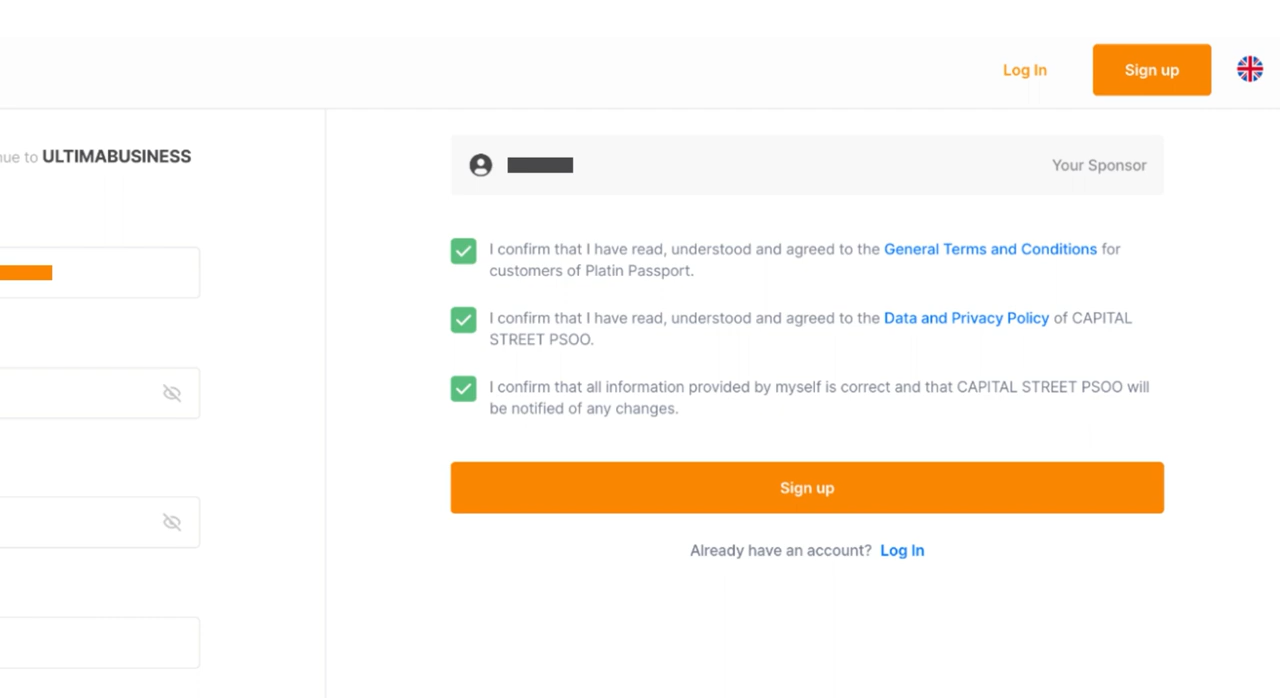 Log In
Sign up
nue to ULTIMABUSINESS
Your Sponsor
I confirm that I have read, understood and agreed to the General Terms and Conditions for
customers of Platin Passport.
I confirm that I have read, understood and agreed to the Data and Privacy Policy of CAPITAL
STREET PSOO.
I confirm that all information provided by myself is correct and that CAPITAL STREET PSOO will
be notified of any changes.
Sign up
Already have an account? Log In